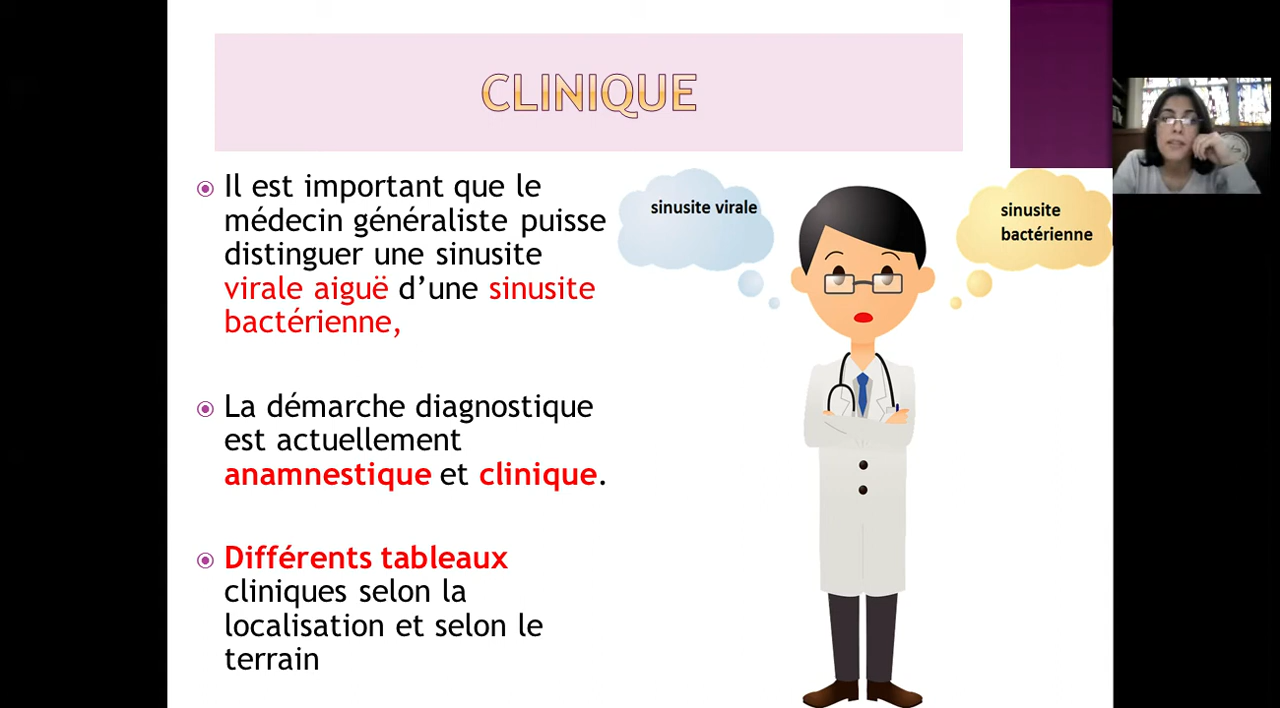 CLINIQUE
Il est important que le
médecin généraliste puisse
distinguer une sinusite
virale aiguë d’une sinusite
bactérienne,
La démarche diagnostique
est actuellement
anamnestique et clinique.
Différents tableaux
cliniques selon la
localisation et selon le
terrain
sinusite virale
sinusite
bactérienne